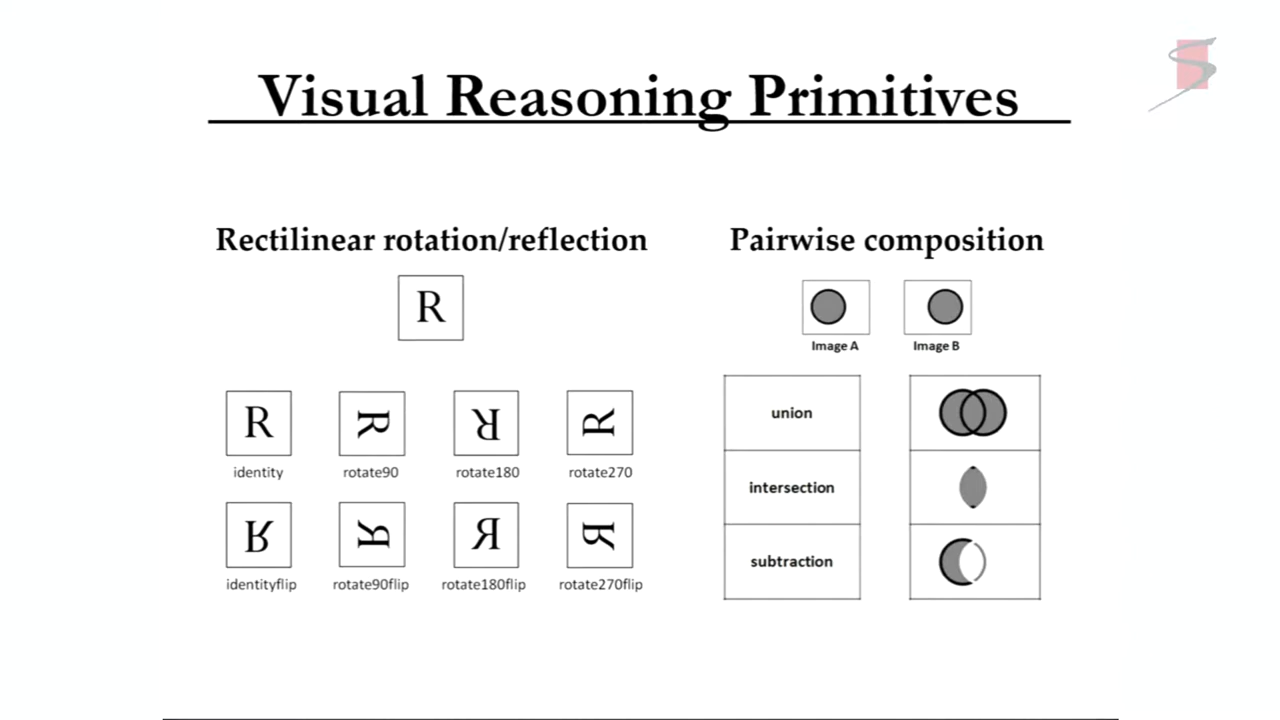 Visual Reasoning Primitives
Rectilinear rotation/reflection
R
R R R R
identity rotate90 rotate180 rotate270
R R R R
identityflip rotate90flip rotate180flip rotate270flip
Pairwise composition
Image A Image B
union
intersection
subtraction